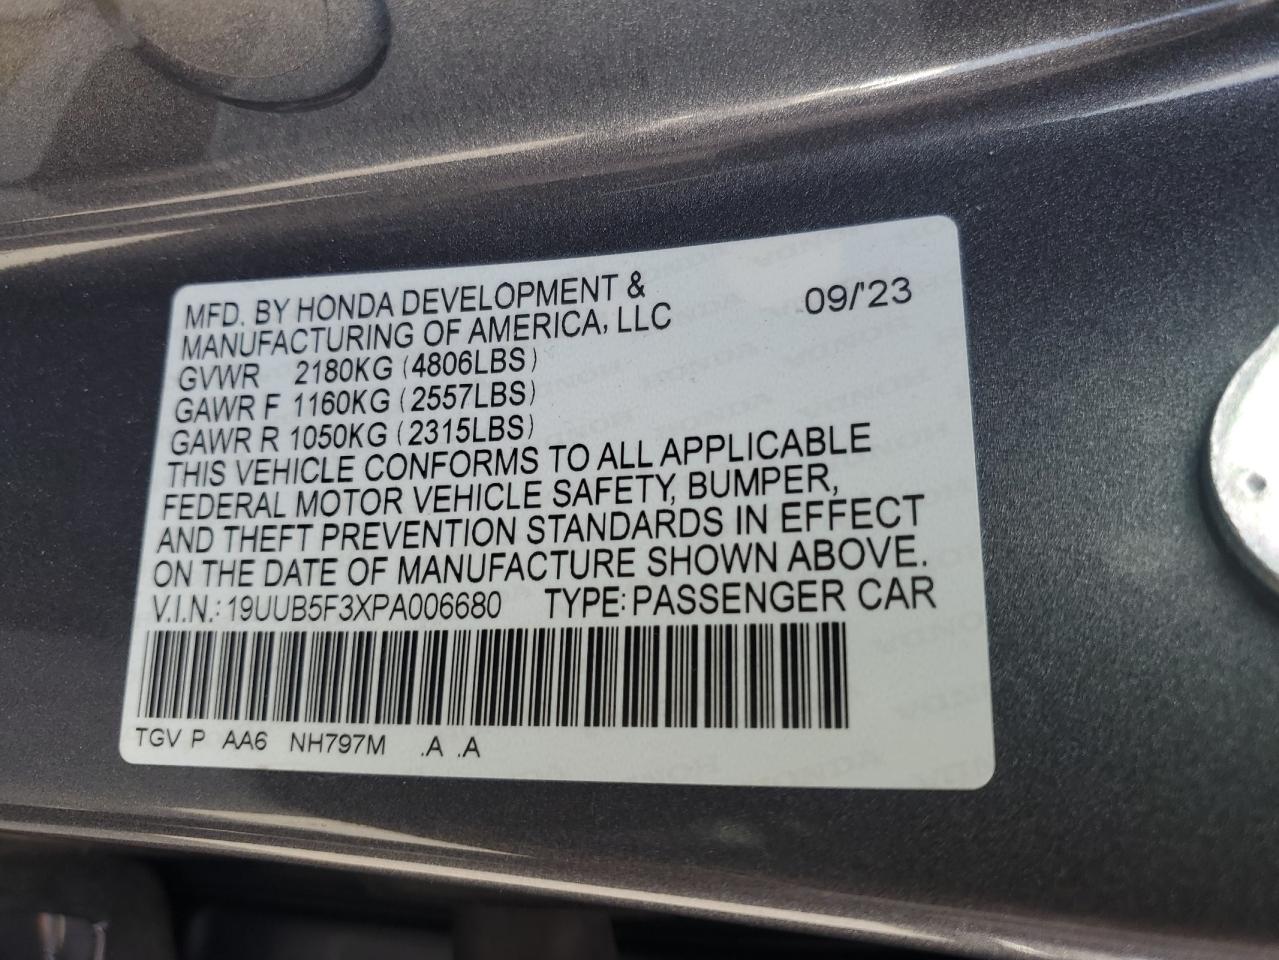 MFD. BY HONDA DEVELOPMENT &
MANUFACTURING OF AMERICA, LLC
09/'23
GVWR 2180KG (4806LBS)
GAWR F 1160KG (2557LBS)
GAWR R 1050KG (2315LBS)
THIS VEHICLE CONFORMS TO ALL APPLICABLE
FEDERAL MOTOR VEHICLE SAFETY, BUMPER,
AND THEFT PREVENTION STANDARDS IN EFFECT
ON THE DATE OF MANUFACTURE SHOWN ABOVE.
V.I.N.: 19UUB5F3XPA006680 TYPE: PASSENGER CAR
TGV P AA6 NH797M .A .A